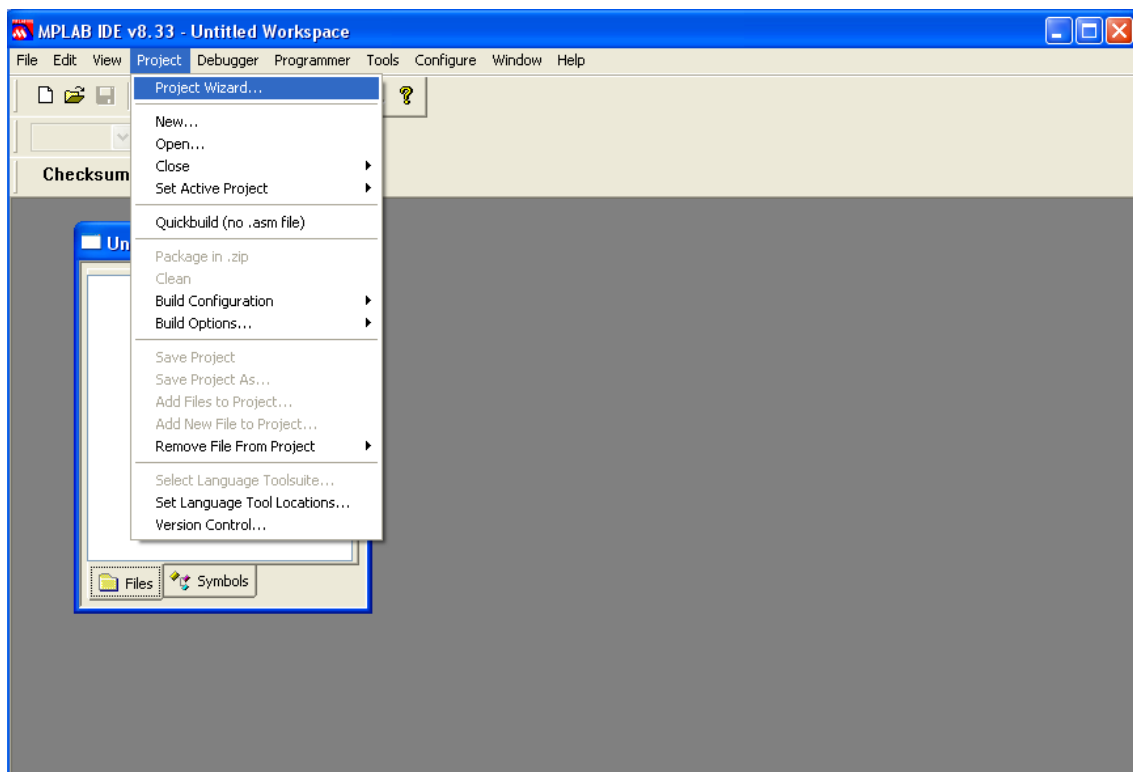 MPLAB IDE v8.33 - Untitled Workspace
File Edit View Project Debugger Programmer Tools Configure Window Help
Project Wizard...
New...
Open...
Close
Checksum
Set Active Project
Quickbuild (no .asm file)
Un
Package in .zip
Clean
Build Configuration
Build Options...
Save Project
Save Project As...
Add Files to Project...
Add New File to Project...
Remove File From Project
Select Language Toolsuite...
Set Language Tool Locations...
Version Control...
Files Symbols